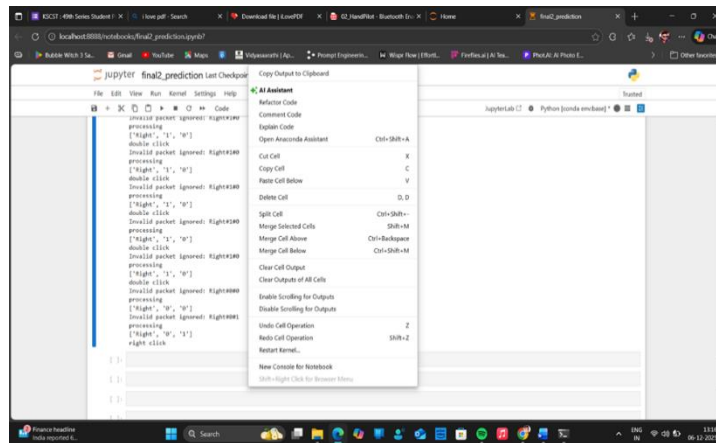 KSCST | 49th Series Student P
i love pdf - Search
Download file | iLovePDF
02_HandPilot - Bluetooth En
Home
final2_prediction
localhost:8888/notebooks/final2_prediction.ipynb?
Bubble Witch 3 Sa...
Gmail
YouTube
Maps
Vidyasarathi | Ap...
Prompt Engineerin...
Wispr Flow | Effortl...
Fireflies.ai | AI Tea...
PhotAI: AI Photo E...
Other favorites
jupyter final2_prediction Last Checkpoin
File Edit View Run Kernel Settings Help
Trusted
Code
JupyterLab
Python [conda env:base] *
Invalid packet ignored: Right#1#0
processing
['Right', '1', '0']
double click
Invalid packet ignored: Right#1#0
processing
['Right', '1', '0']
double click
Invalid packet ignored: Right#1#0
processing
['Right', '1', '0']
double click
Invalid packet ignored: Right#1#0
processing
['Right', '1', '0']
double click
Invalid packet ignored: Right#1#0
processing
['Right', '1', '0']
double click
Invalid packet ignored: Right#0#0
processing
['Right', '0', '0']
Invalid packet ignored: Right#0#1
processing
['Right', '0', '1']
right click
[ ]:
[ ]:
[ ]:
Copy Output to Clipboard
AI Assistant
Refactor Code
Comment Code
Explain Code
Open Anaconda Assistant Ctrl+Shift+A
Cut Cell X
Copy Cell C
Paste Cell Below V
Delete Cell D, D
Split Cell Ctrl+Shift+-
Merge Selected Cells Shift+M
Merge Cell Above Ctrl+Backspace
Merge Cell Below Ctrl+Shift+M
Clear Cell Output
Clear Outputs of All Cells
Enable Scrolling for Outputs
Disable Scrolling for Outputs
Undo Cell Operation Z
Redo Cell Operation Shift+Z
Restart Kernel...
New Console for Notebook
Shift+Right Click for Browser Menu
Finance headline
India reported 6...
Search
ENG
IN
06-12-202